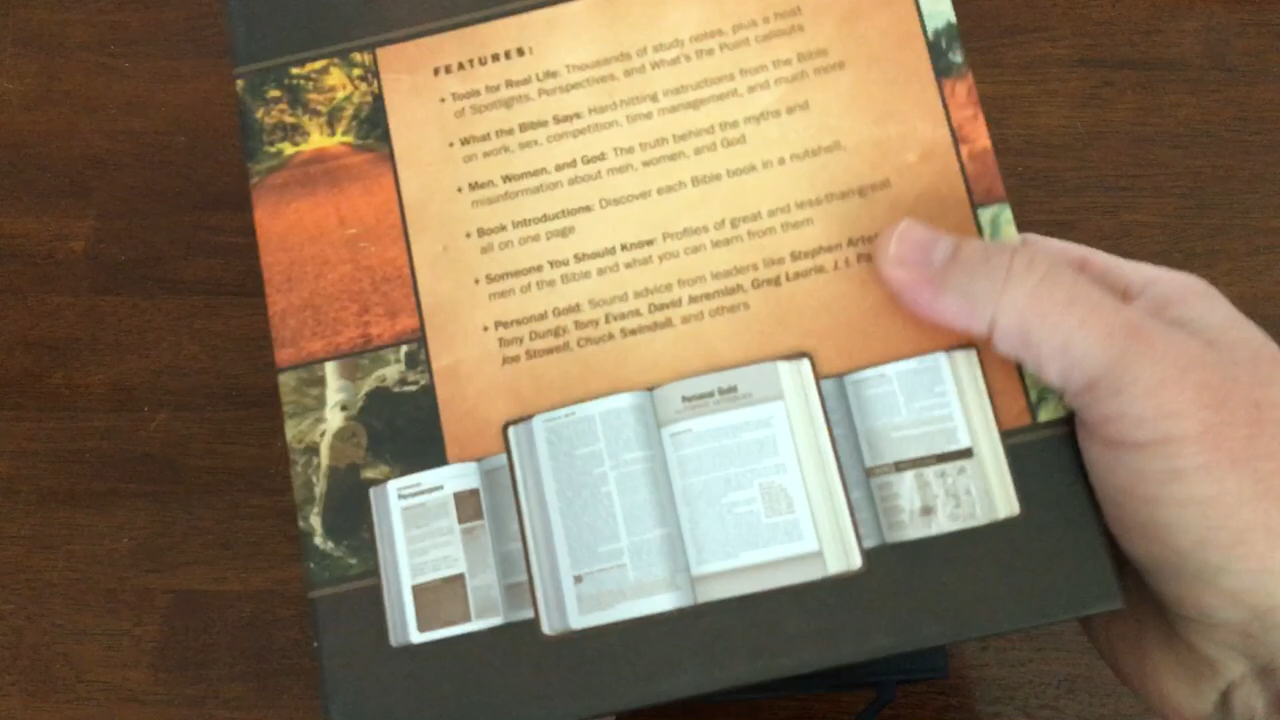 FEATURES:
+ Tools for Real Life: Thousands of study notes, plus a host
of Spotlights, Perspectives, and What's the Point callouts
+ What the Bible Says: Hard-hitting instructions from the Bible
on work, sex, competition, time management, and much more
+ Men, Women, and God: The truth behind the myths and
misinformation about men, women, and God
+ Book Introductions: Discover each Bible book in a nutshell,
all on one page
+ Someone You Should Know: Profiles of great and less-than-great
men of the Bible and what you can learn from them
+ Personal Gold: Sound advice from leaders like Stephen
Tony Dungy, Tony Evans, David Jeremiah, Greg Laurie, J. I.
Joe Stowell, Chuck Swindoll, and others
Personal Gold